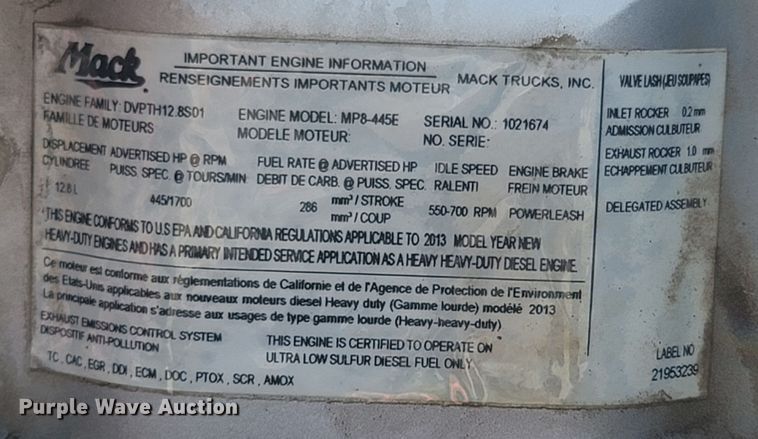 Mack
IMPORTANT ENGINE INFORMATION
RENSEIGNEMENTS IMPORTANTS MOTEUR
MACK TRUCKS, INC.
ENGINE FAMILY: DVPTH12.8S01
FAMILLE DE MOTEURS
ENGINE MODEL: MP8-445E
MODELE MOTEUR:
SERIAL NO.: 1021674
NO. SERIE:
DISPLACEMENT
CYLINDREE
12.8 L
ADVERTISED HP @ RPM
PUISS. SPEC. @ TOURS/MIN
445/1700
FUEL RATE @ ADVERTISED HP
DEBIT DE CARB. @ PUISS. SPEC.
286 mm³ / STROKE
mm³ / COUP
IDLE SPEED
RALENTI
550-700 RPM
ENGINE BRAKE
FREIN MOTEUR
POWERLEASH
THIS ENGINE CONFORMS TO U.S EPA AND CALIFORNIA REGULATIONS APPLICABLE TO 2013 MODEL YEAR NEW
HEAVY-DUTY ENGINES AND HAS A PRIMARY INTENDED SERVICE APPLICATION AS A HEAVY HEAVY-DUTY DIESEL ENGINE.
Ce moteur est conforme aux réglementations de Californie et de l'Agence de Protection de l'Environment
des Etats-Unis applicables aux nouveaux moteurs diesel Heavy duty (Gamme lourde) modélé 2013
La principale application s'adresse aux usages de type gamme lourde (Heavy-heavy-duty)
EXHAUST EMISSIONS CONTROL SYSTEM
DISPOSITIF ANTI-POLLUTION
TC , CAC, EGR , DDI , ECM , DOC , PTOX , SCR , AMOX
THIS ENGINE IS CERTIFIED TO OPERATE ON
ULTRA LOW SULFUR DIESEL FUEL ONLY
VALVE LASH (JEU SOUPAPES)
INLET ROCKER 0.2 mm
ADMISSION CULBUTEUR
EXHAUST ROCKER 1.0 mm
ECHAPPEMENT CULBUTEUR
DELEGATED ASSEMBLY
LABEL NO
21953239
Purple Wave Auction